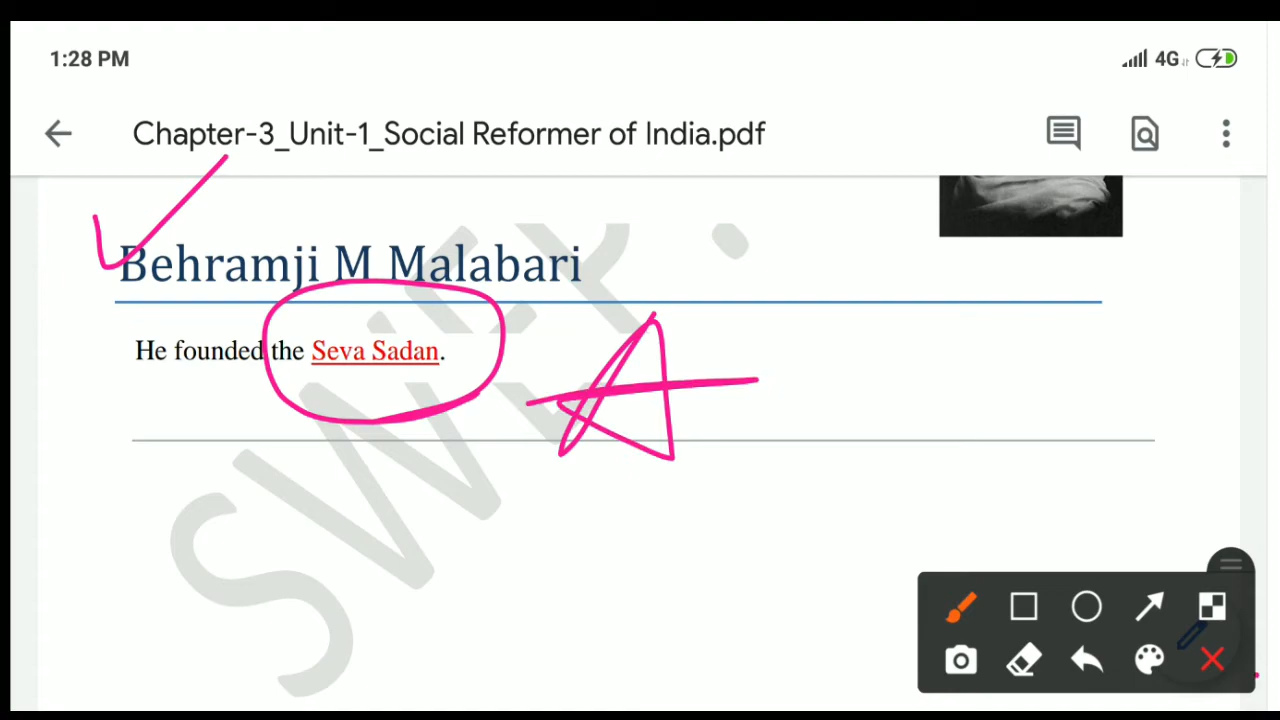 1:28 PM
4G
Chapter-3_Unit-1_Social Reformer of India.pdf
Behramji M Malabari
He founded the Seva Sadan.